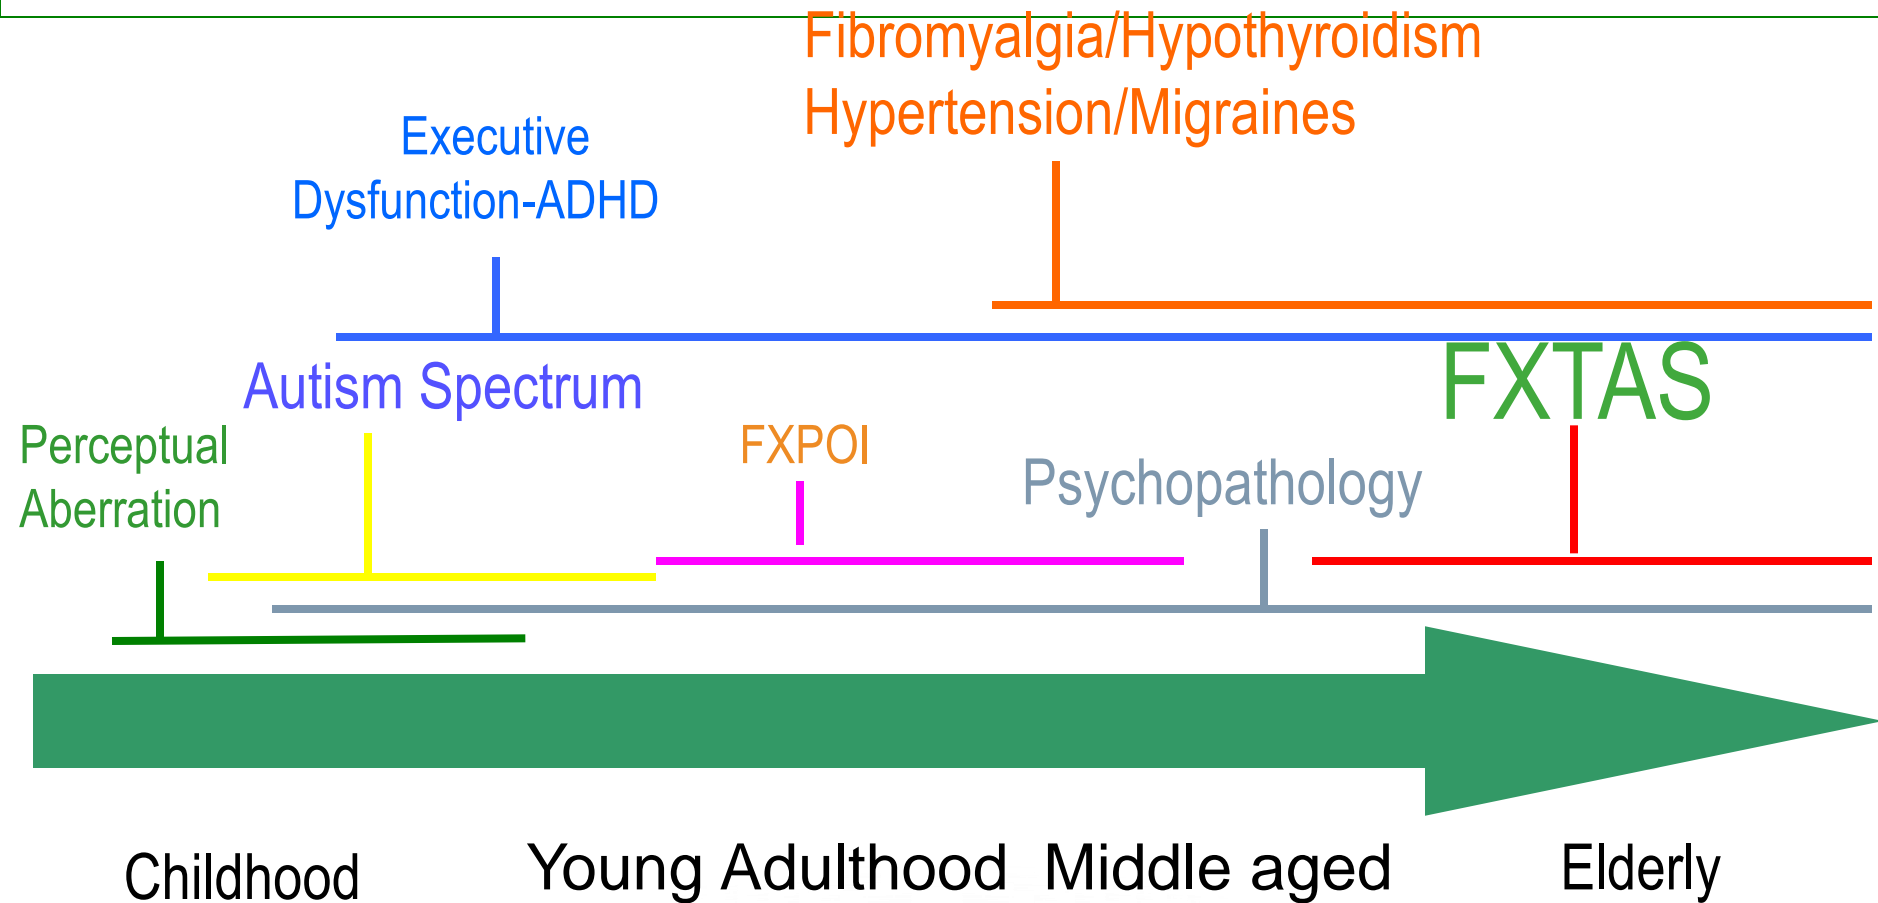 Fibromyalgia/Hypothyroidism
Hypertension/Migraines
Executive
Dysfunction-ADHD
Autism Spectrum
FXTAS
Perceptual
Aberration
FXPOI
Psychopathology
Childhood
Young Adulthood
Middle aged
Elderly